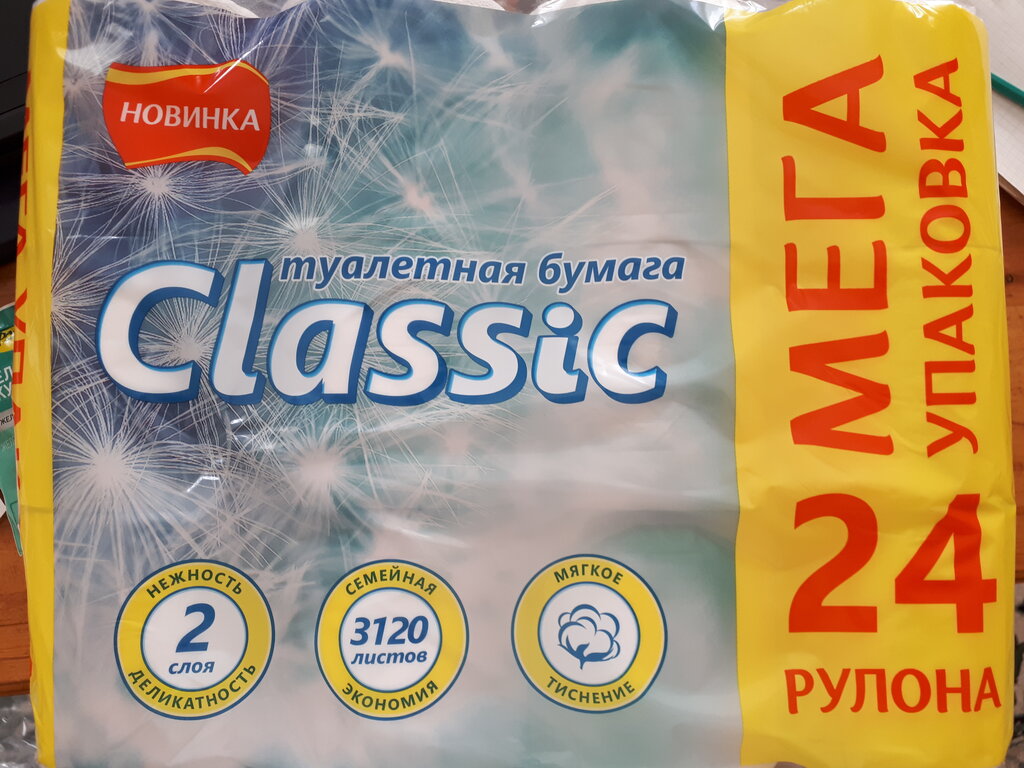 НОВИНКА
туалетная бумага
Classic
НЕЖНОСТЬ
2
слоя
ДЕЛИКАТНОСТЬ
СЕМЕЙНАЯ
3120
листов
ЭКОНОМИЯ
МЯГКОЕ
ТИСНЕНИЕ
МЕГА
УПАКОВКА
24
РУЛОНА